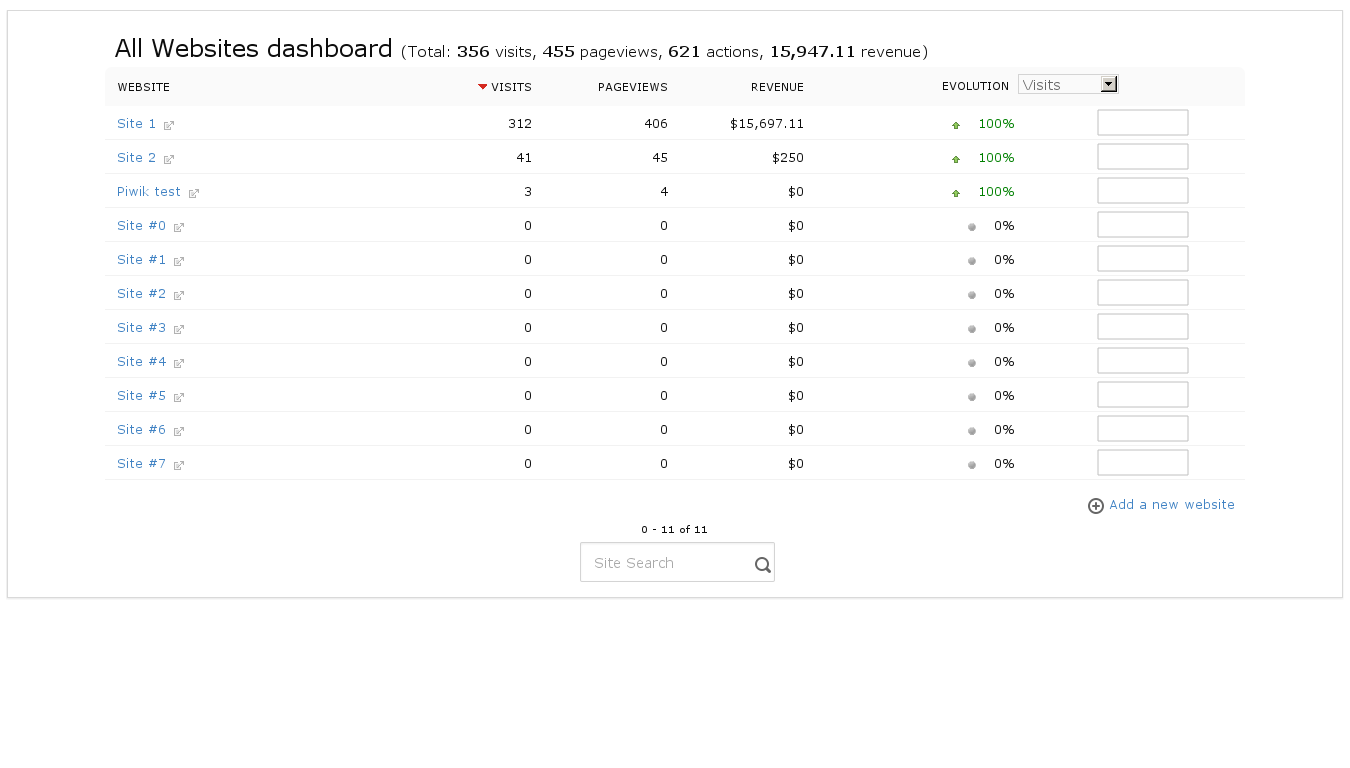 All Websites dashboard (Total: 356 visits, 455 pageviews, 621 actions, 15,947.11 revenue)
WEBSITE VISITS PAGEVIEWS REVENUE EVOLUTION Visits
Site 1 312 406 $15,697.11 100%
Site 2 41 45 $250 100%
Piwik test 3 4 $0 100%
Site #0 0 0 $0 0%
Site #1 0 0 $0 0%
Site #2 0 0 $0 0%
Site #3 0 0 $0 0%
Site #4 0 0 $0 0%
Site #5 0 0 $0 0%
Site #6 0 0 $0 0%
Site #7 0 0 $0 0%
Add a new website
0 - 11 of 11
Site Search